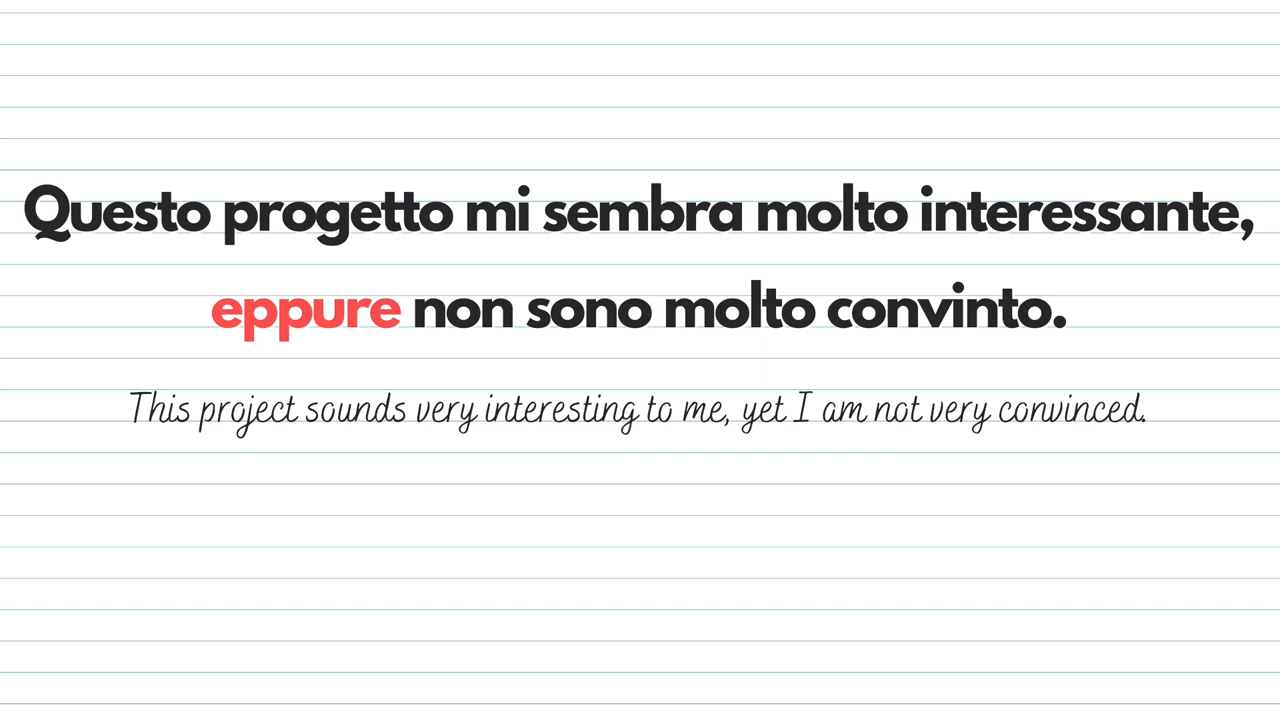 Questo progetto mi sembra molto interessante,
eppure non sono molto convinto.
This project sounds very interesting to me, yet I am not very convinced.